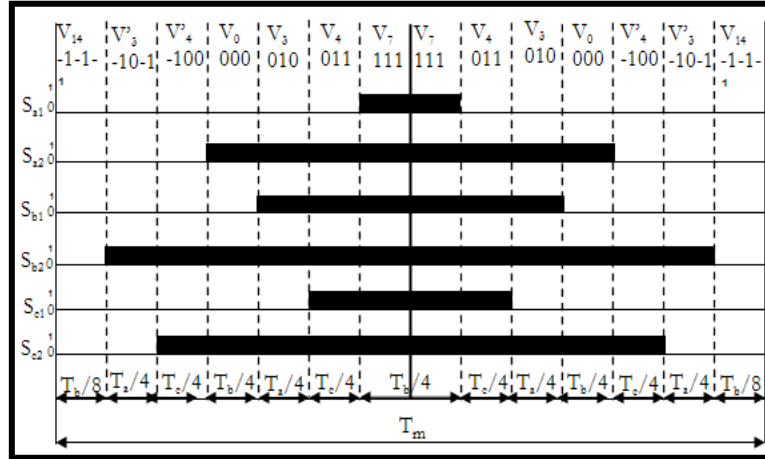 V14 V'3 V'4 V0 V3 V4 V7 V7 V4 V3 V0 V'4 V'3 V14
-1-1- -10-1 -100 000 010 011 111 111 011 010 000 -100 -10-1 -1-1-
1 1
Sa1 1 0
Sa2 1 0
Sb1 1 0
Sb2 1 0
Sc1 1 0
Sc2 1 0
Tb/8 Ta/4 Tc/4 Tb/4 Ta/4 Tc/4 Tb/4 Tc/4 Ta/4 Tb/4 Tc/4 Ta/4 Tb/8
Tm